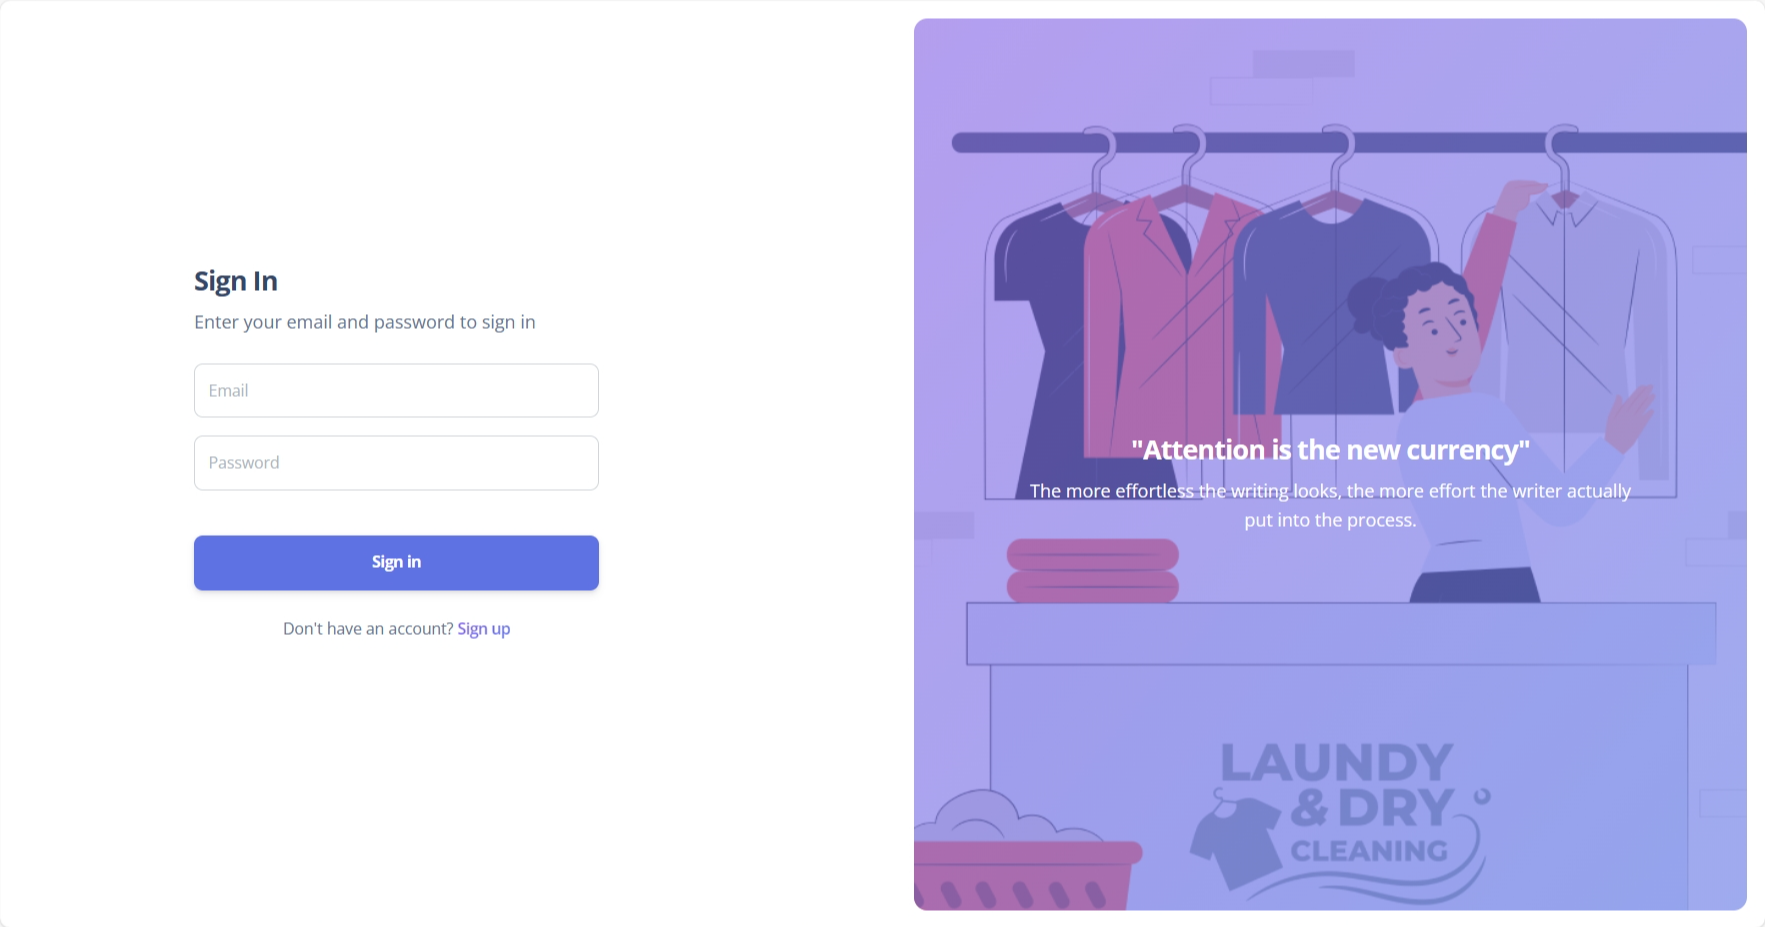 Sign In
Enter your email and password to sign in
Email
Password
Sign in
Don't have an account? Sign up
"Attention is the new currency"
The more effortless the writing looks, the more effort the writer actually
put into the process.
LAUNDY
& DRY
CLEANING